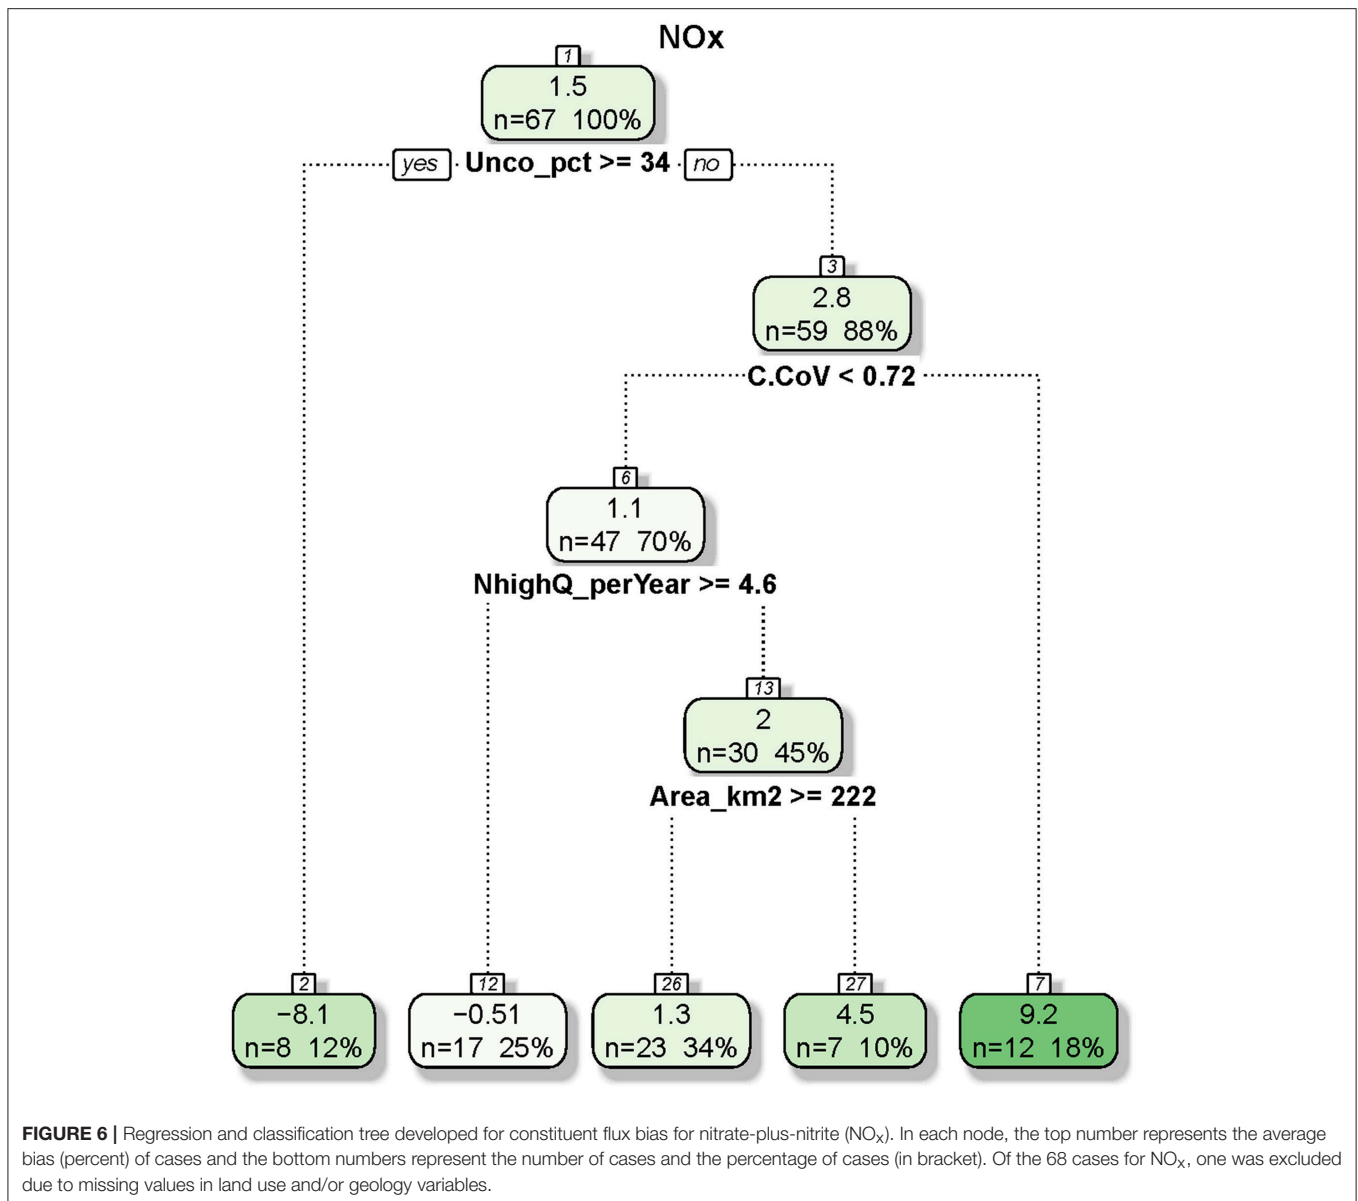 NOx
1
1.5
n=67 100%
yes Unco_pct >= 34 no
3
2.8
n=59 88%
C.CoV < 0.72
6
1.1
n=47 70%
NhighQ_perYear >= 4.6
13
2
n=30 45%
Area_km2 >= 222
2
−8.1
n=8 12%
12
−0.51
n=17 25%
26
1.3
n=23 34%
27
4.5
n=7 10%
7
9.2
n=12 18%
FIGURE 6 | Regression and classification tree developed for constituent flux bias for nitrate-plus-nitrite (NOx). In each node, the top number represents the average
bias (percent) of cases and the bottom numbers represent the number of cases and the percentage of cases (in bracket). Of the 68 cases for NOx, one was excluded
due to missing values in land use and/or geology variables.